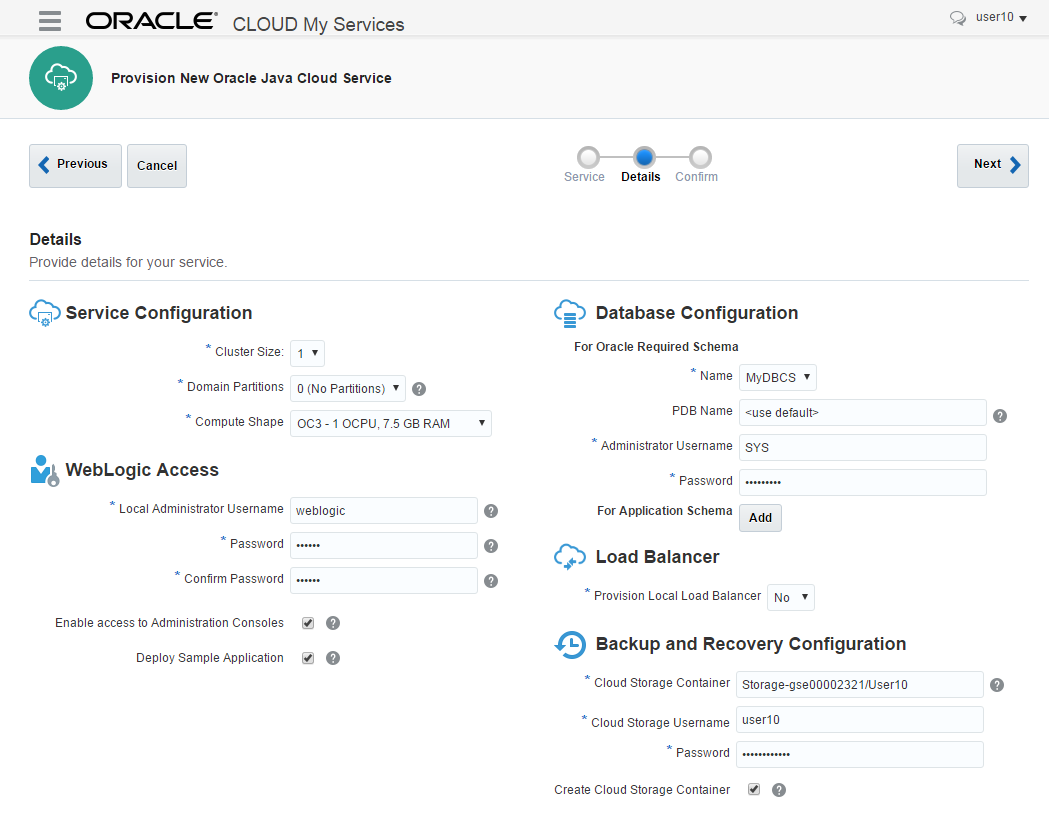 ORACLE® CLOUD My Services
user10
Provision New Oracle Java Cloud Service
Previous
Cancel
Service
Details
Confirm
Next
Details
Provide details for your service.
Service Configuration
* Cluster Size: 1
* Domain Partitions 0 (No Partitions) ?
* Compute Shape OC3 - 1 OCPU, 7.5 GB RAM
WebLogic Access
* Local Administrator Username weblogic ?
* Password •••••• ?
* Confirm Password •••••• ?
Enable access to Administration Consoles ?
Deploy Sample Application ?
Database Configuration
For Oracle Required Schema
* Name MyDBCS
PDB Name <use default> ?
* Administrator Username SYS
* Password •••••••••
For Application Schema Add
Load Balancer
* Provision Local Load Balancer No
Backup and Recovery Configuration
* Cloud Storage Container Storage-gse00002321/User10 ?
* Cloud Storage Username user10
* Password ••••••••••••
Create Cloud Storage Container ?